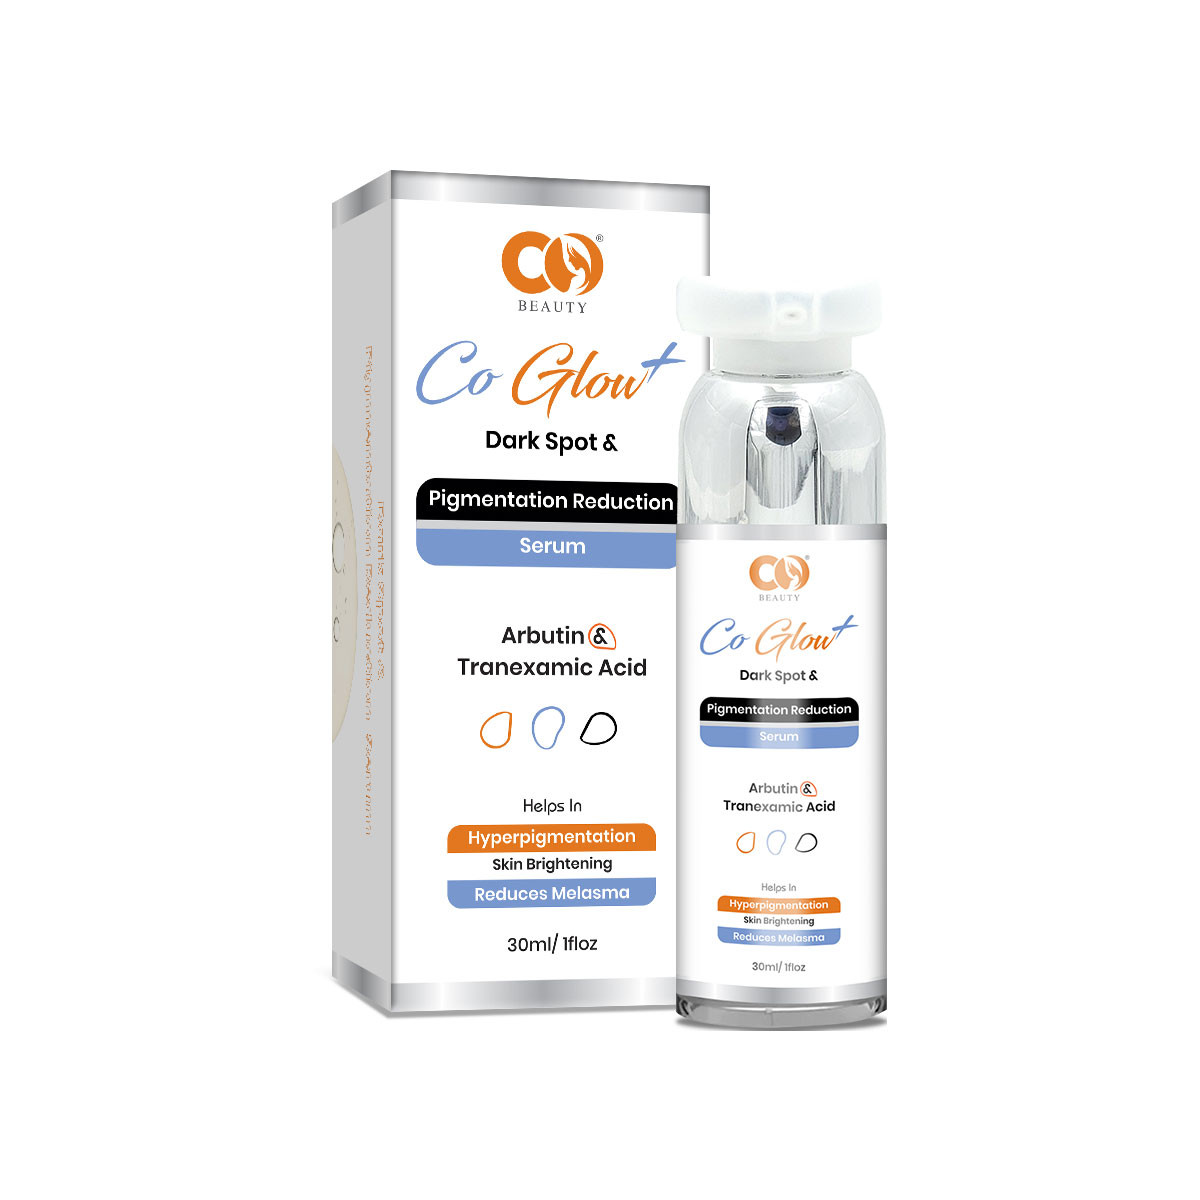 CO®
BEAUTY
Co Glow+
Dark Spot &
Pigmentation Reduction
Serum
Arbutin &
Tranexamic Acid
Helps In
Hyperpigmentation
Skin Brightening
Reduces Melasma
30ml/ 1floz
CO®
BEAUTY
Co Glow+
Dark Spot &
Pigmentation Reduction
Serum
Arbutin &
Tranexamic Acid
Helps In
Hyperpigmentation
Skin Brightening
Reduces Melasma
30ml/ 1floz